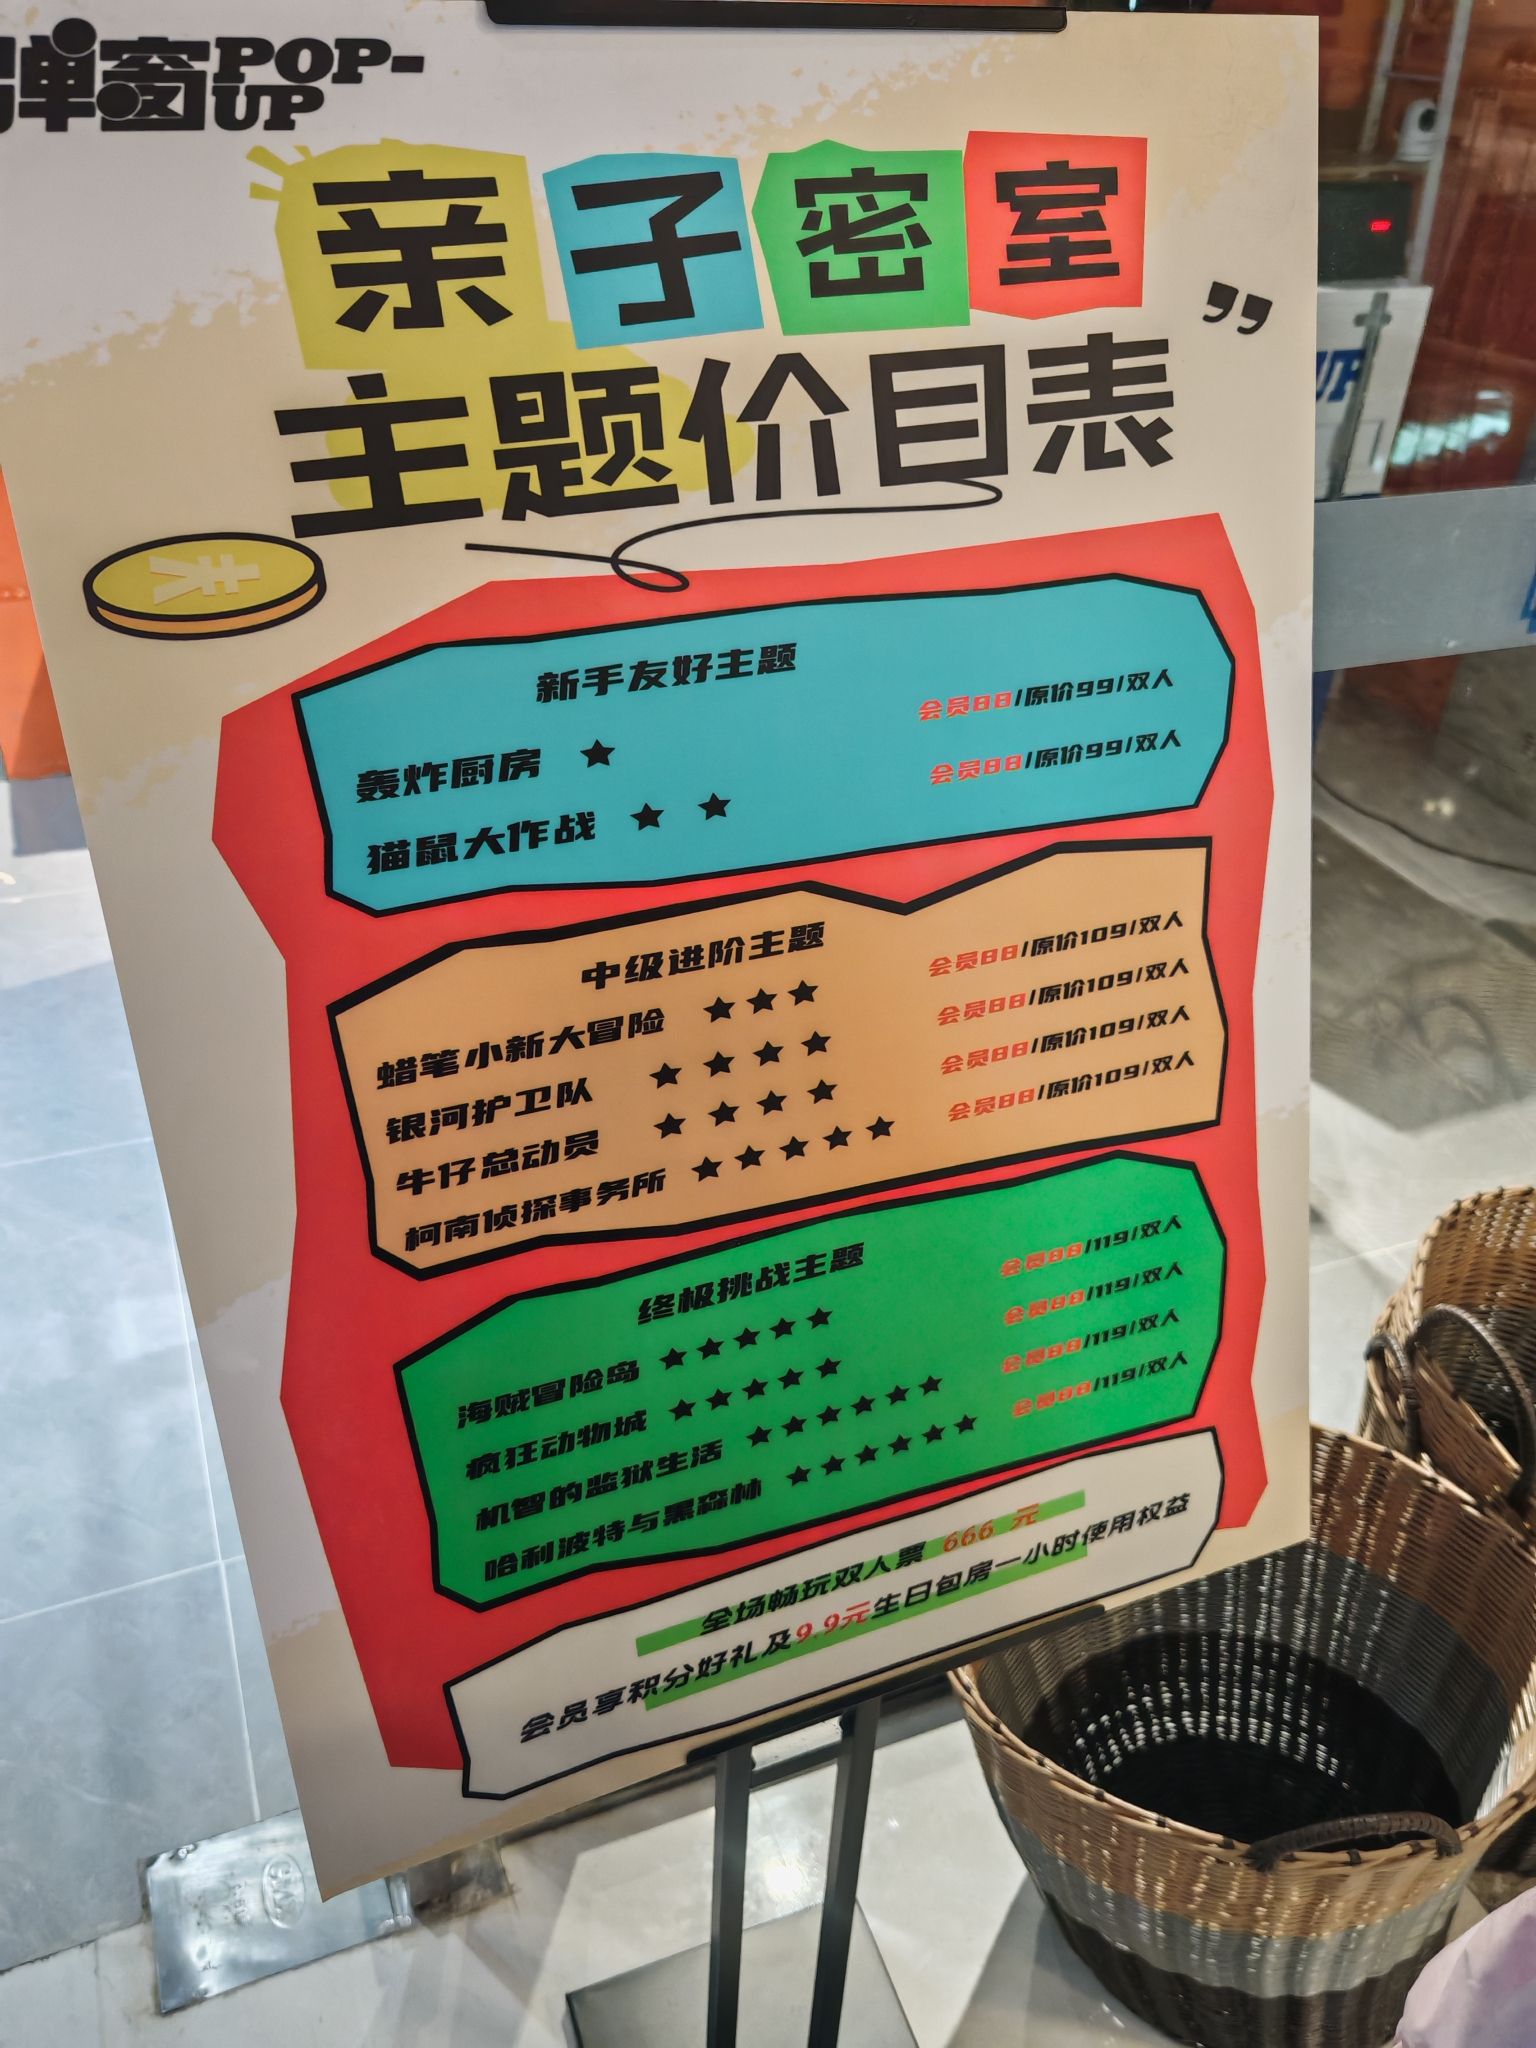 弹窗POP-
UP
亲子密室
主题价目表
”
新手友好主题
轰炸厨房 ★ 会员88/原价99/双人
猫鼠大作战 ★ ★ 会员88/原价99/双人
中级进阶主题
蜡笔小新大冒险 ★ ★ ★ 会员88/原价109/双人
银河护卫队 ★ ★ ★ ★ 会员88/原价109/双人
牛仔总动员 ★ ★ ★ ★ 会员88/原价109/双人
柯南侦探事务所 ★ ★ ★ ★ ★ 会员88/原价109/双人
终极挑战主题
海贼冒险岛 ★ ★ ★ ★ ★ 会员88/119/双人
疯狂动物城 ★ ★ ★ ★ ★ 会员88/119/双人
机智的监狱生活 ★ ★ ★ ★ ★ ★ 会员88/119/双人
哈利波特与黑森林 ★ ★ ★ ★ ★ ★ 会员88/119/双人
全场畅玩双人票 666 元
会员享积分好礼及9.9元生日包房一小时使用权益